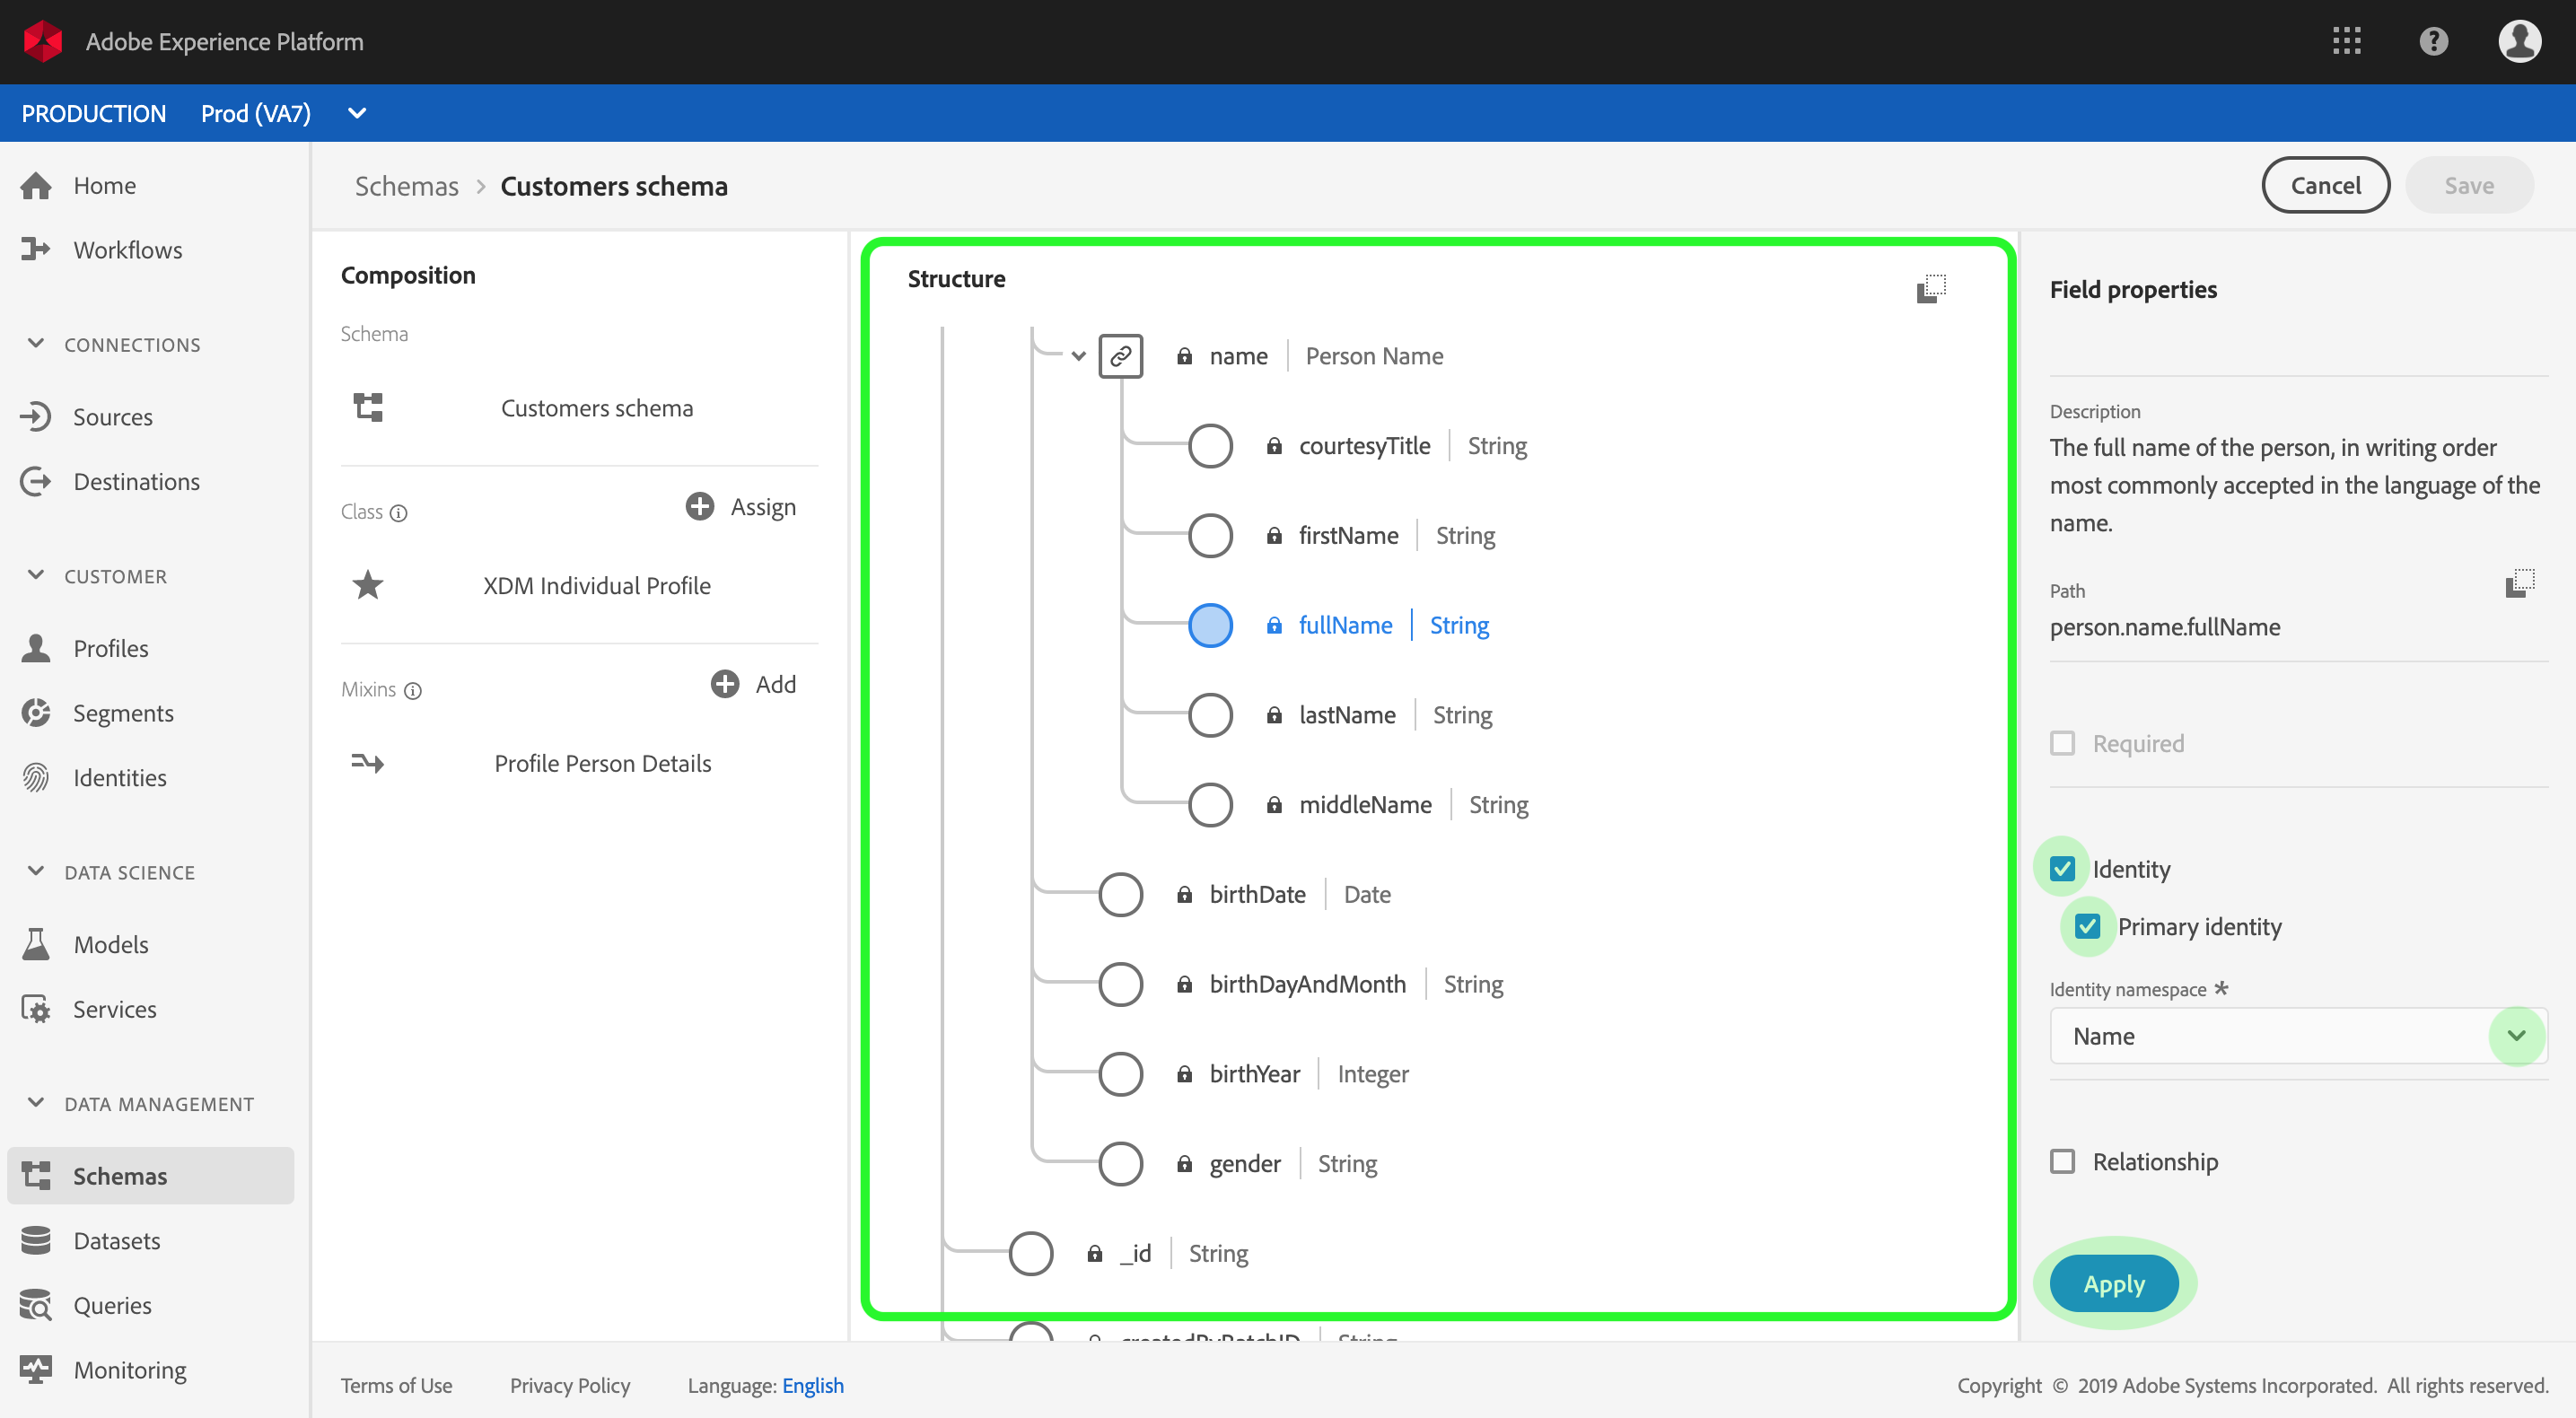 Adobe Experience Platform
?
PRODUCTION Prod (VA7)
Home
Workflows
CONNECTIONS
Sources
Destinations
CUSTOMER
Profiles
Segments
Identities
DATA SCIENCE
Models
Services
DATA MANAGEMENT
Schemas
Datasets
Queries
Monitoring
Schemas > Customers schema
Cancel
Save
Composition
Schema
Customers schema
Class
Assign
XDM Individual Profile
Mixins
Add
Profile Person Details
Structure
name | Person Name
courtesyTitle | String
firstName | String
fullName | String
lastName | String
middleName | String
birthDate | Date
birthDayAndMonth | String
birthYear | Integer
gender | String
_id | String
createdByBatchID | String
Field properties
Description
The full name of the person, in writing order
most commonly accepted in the language of the
name.
Path
person.name.fullName
Required
Identity
Primary identity
Identity namespace *
Name
Relationship
Apply
Terms of Use Privacy Policy Language: English
Copyright © 2019 Adobe Systems Incorporated. All rights reserved.